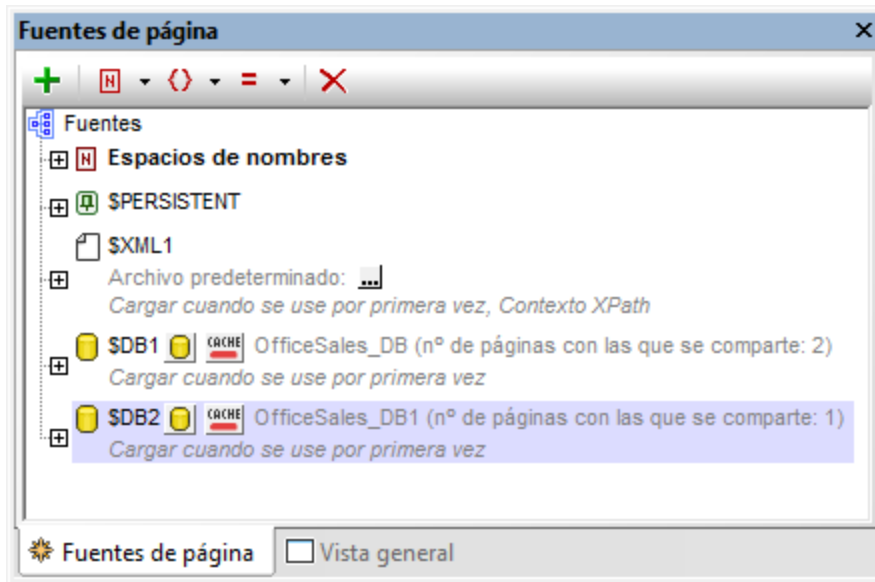 Fuentes de página
Fuentes
Espacios de nombres
$PERSISTENT
$XML1
Archivo predeterminado: ...
Cargar cuando se use por primera vez, Contexto XPath
$DB1 CACHE OfficeSales_DB (nº de páginas con las que se comparte: 2)
Cargar cuando se use por primera vez
$DB2 CACHE OfficeSales_DB1 (nº de páginas con las que se comparte: 1)
Cargar cuando se use por primera vez
Fuentes de página Vista general